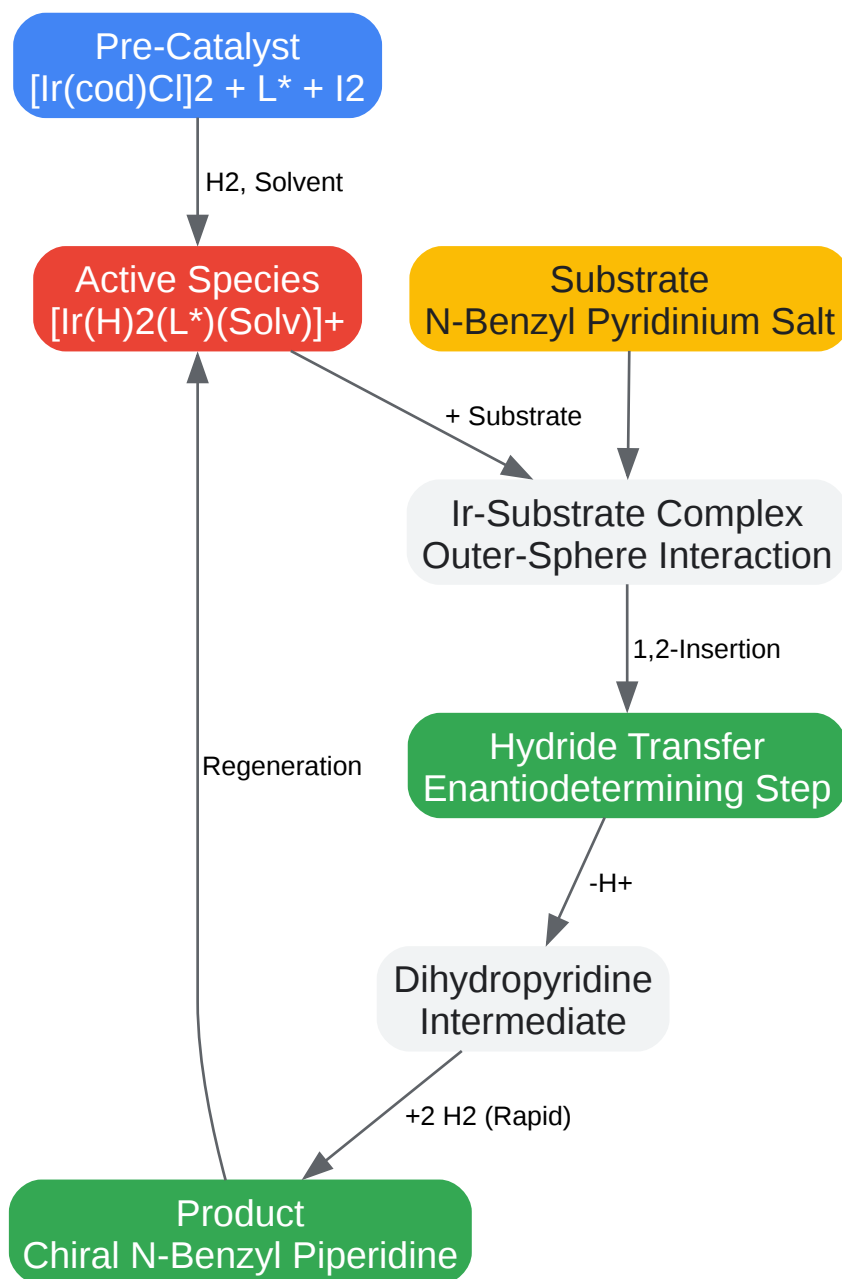 Pre-Catalyst
[Ir(cod)Cl]2 + L* + I2
H2, Solvent
Active Species
[Ir(H)2(L*)(Solv)]+
Substrate
N-Benzyl Pyridinium Salt
+ Substrate
Ir-Substrate Complex
Outer-Sphere Interaction
1,2-Insertion
Hydride Transfer
Enantiodetermining Step
Regeneration
-H+
Dihydropyridine
Intermediate
+2 H2 (Rapid)
Product
Chiral N-Benzyl Piperidine